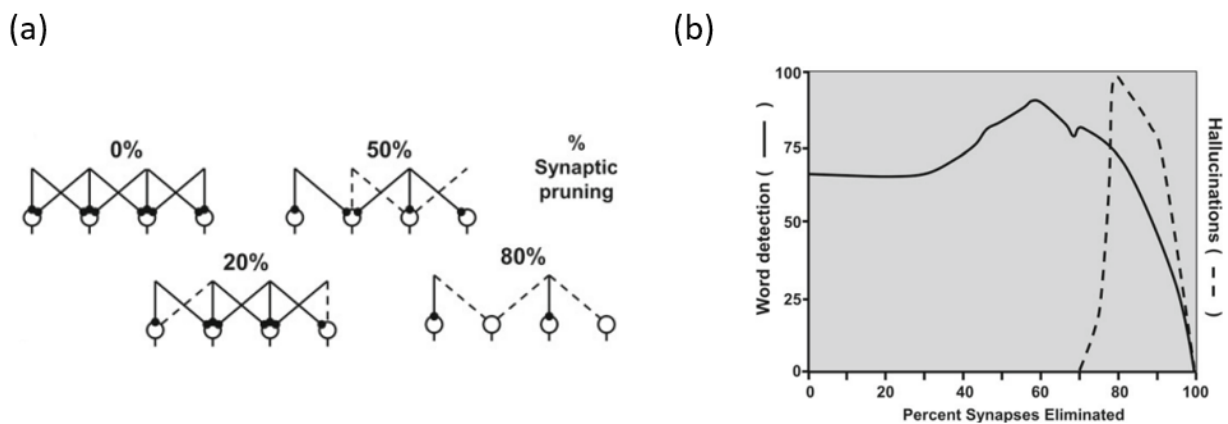 (a)
0%
50%
%
Synaptic
pruning
20%
80%
(b)
100
75
50
25
0
Word detection ( — )
Hallucinations ( – – )
0
20
40
60
80
100
Percent Synapses Eliminated